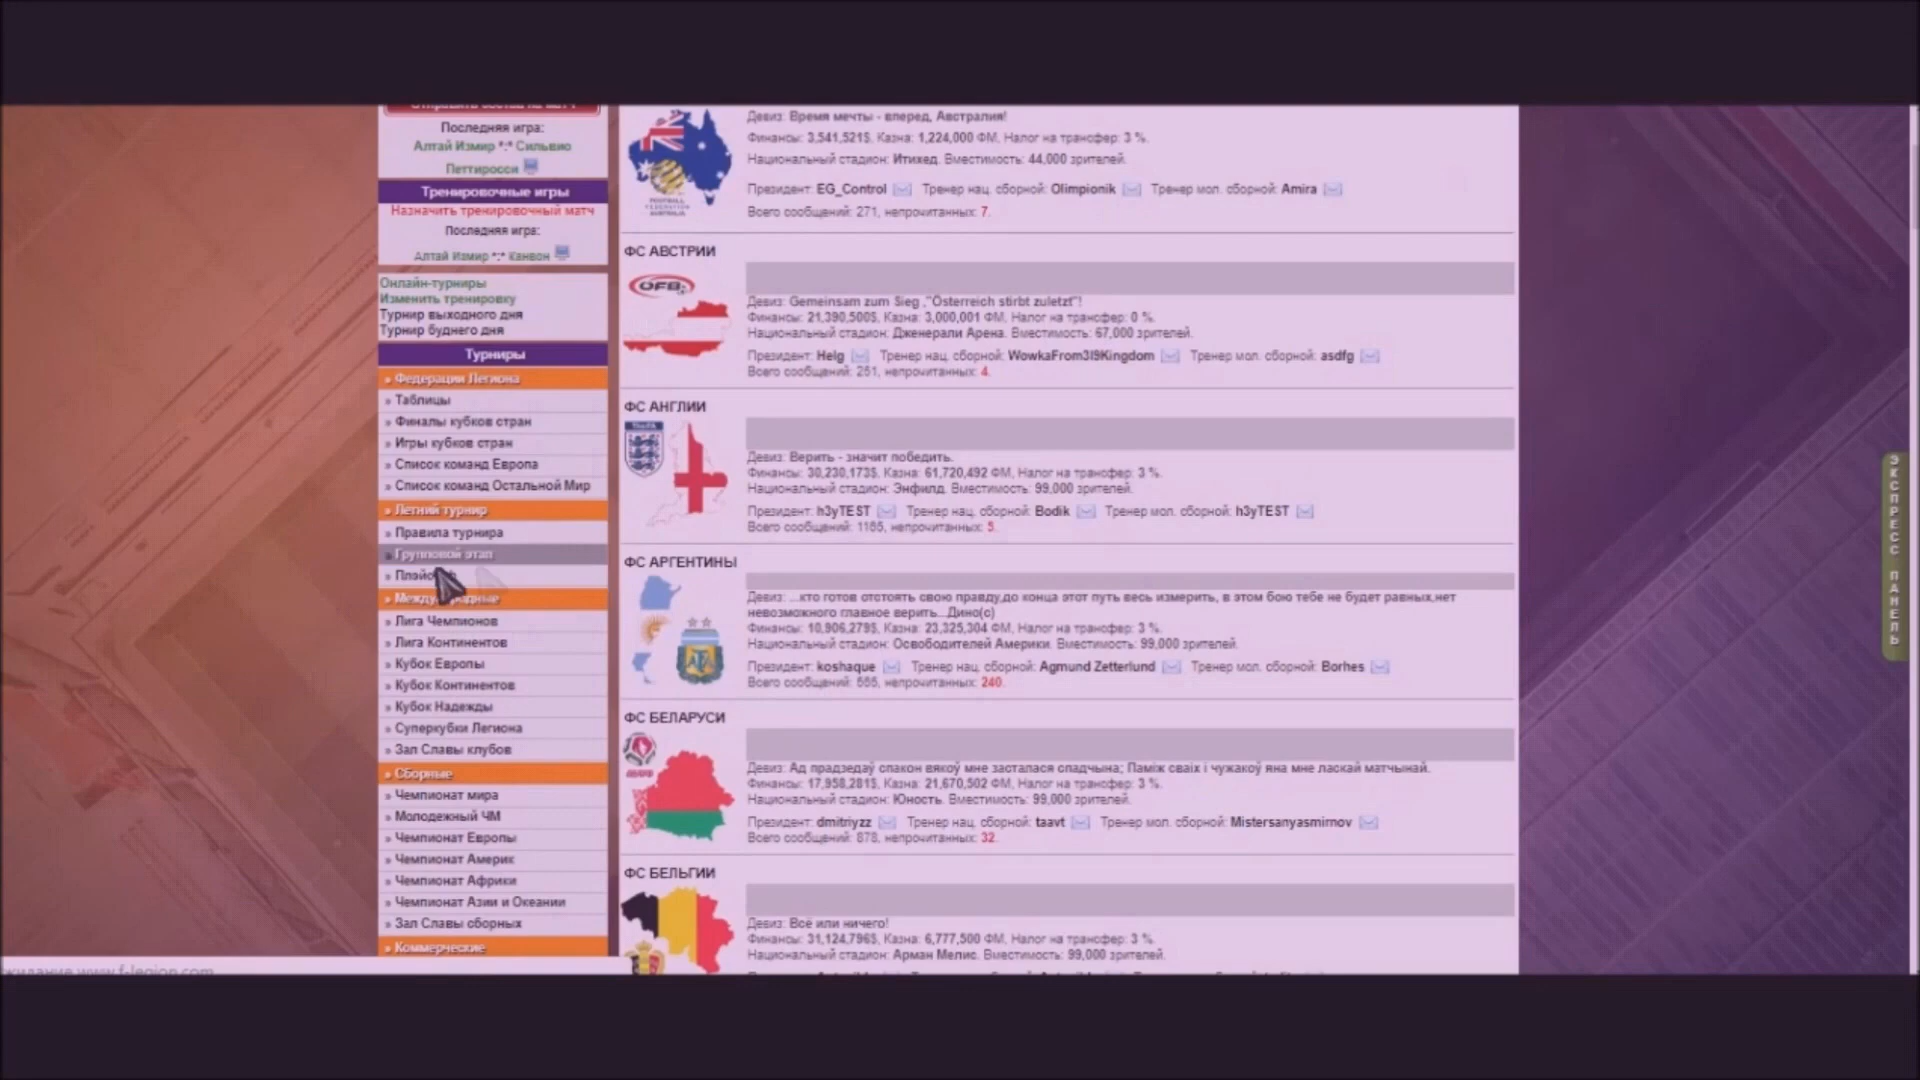 Отправить состав на матч
Последняя игра:
Алтай Измир *:* Сильвио
Петтиросси
Тренировочные игры
Назначить тренировочный матч
Последняя игра:
Алтай Измир *:* Канвон
Онлайн-турниры
Изменить тренировку
Турнир выходного дня
Турнир буднего дня
Турниры
» Федерации Легиона
» Таблицы
» Финалы кубков стран
» Игры кубков стран
» Список команд Европа
» Список команд Остальной Мир
» Летний турнир
» Правила турнира
» Групповой этап
» Международные
» Лига Чемпионов
» Лига Континентов
» Кубок Европы
» Кубок Континентов
» Кубок Надежды
» Суперкубки Легиона
» Зал Славы клубов
» Сборные
» Чемпионат мира
» Молодежный ЧМ
» Чемпионат Европы
» Чемпионат Америк
» Чемпионат Африки
» Чемпионат Азии и Океании
» Зал Славы сборных
» Коммерческие
www.f-legion.com
FOOTBALL
FEDERATION
AUSTRALIA
Девиз: Время мечты - вперед, Австралия!
Финансы: 3,541,521$, Казна: 1,224,000 ФМ, Налог на трансфер: 3 %.
Национальный стадион: Итихед. Вместимость: 44,000 зрителей.
Президент: EG_Control Тренер нац. сборной: Olimpionik Тренер мол. сборной: Amira
Всего сообщений: 271, непрочитанных: 7.
ФС АВСТРИИ
ÖFB
Девиз: Gemeinsam zum Sieg ,"Österreich stirbt zuletzt"!
Финансы: 21,390,500$, Казна: 3,000,001 ФМ, Налог на трансфер: 0 %.
Национальный стадион: Дженерали Арена. Вместимость: 67,000 зрителей.
Президент: Helg Тренер нац. сборной: WowkaFrom3I9Kingdom Тренер мол. сборной: asdfg
Всего сообщений: 251, непрочитанных: 4.
ФС АНГЛИИ
Девиз: Верить - значит победить.
Финансы: 30,230,173$, Казна: 61,720,492 ФМ, Налог на трансфер: 3 %.
Национальный стадион: Энфилд. Вместимость: 99,000 зрителей.
Президент: h3yTEST Тренер нац. сборной: Bodik Тренер мол. сборной: h3yTEST
Всего сообщений: 1165, непрочитанных: 5.
ФС АРГЕНТИНЫ
AFA
Девиз: ...кто готов отстоять свою правду,до конца этот путь весь измерить, в этом бою тебе не будет равных,нет
невозможного главное верить...Дино(с)
Финансы: 10,906,279$, Казна: 23,325,304 ФМ, Налог на трансфер: 3 %.
Национальный стадион: Освободителей Америки. Вместимость: 99,000 зрителей.
Президент: koshaque Тренер нац. сборной: Agmund Zetterlund Тренер мол. сборной: Borhes
Всего сообщений: 555, непрочитанных: 240.
ФС БЕЛАРУСИ
Девиз: Ад прадзедаў спакон вякоў мне засталася спадчына; Паміж сваіх і чужакоў яна мне ласкай матчынай.
Финансы: 17,958,281$, Казна: 21,670,502 ФМ, Налог на трансфер: 3 %.
Национальный стадион: Юность. Вместимость: 99,000 зрителей.
Президент: dmitriyzz Тренер нац. сборной: taavt Тренер мол. сборной: Mistersanyasmirnov
Всего сообщений: 878, непрочитанных: 32.
ФС БЕЛЬГИИ
Девиз: Всё или ничего!
Финансы: 31,124,796$, Казна: 6,777,500 ФМ, Налог на трансфер: 3 %.
Национальный стадион: Арман Мелис. Вместимость: 99,000 зрителей.
ЭКСПРЕСС ПАНЕЛЬ